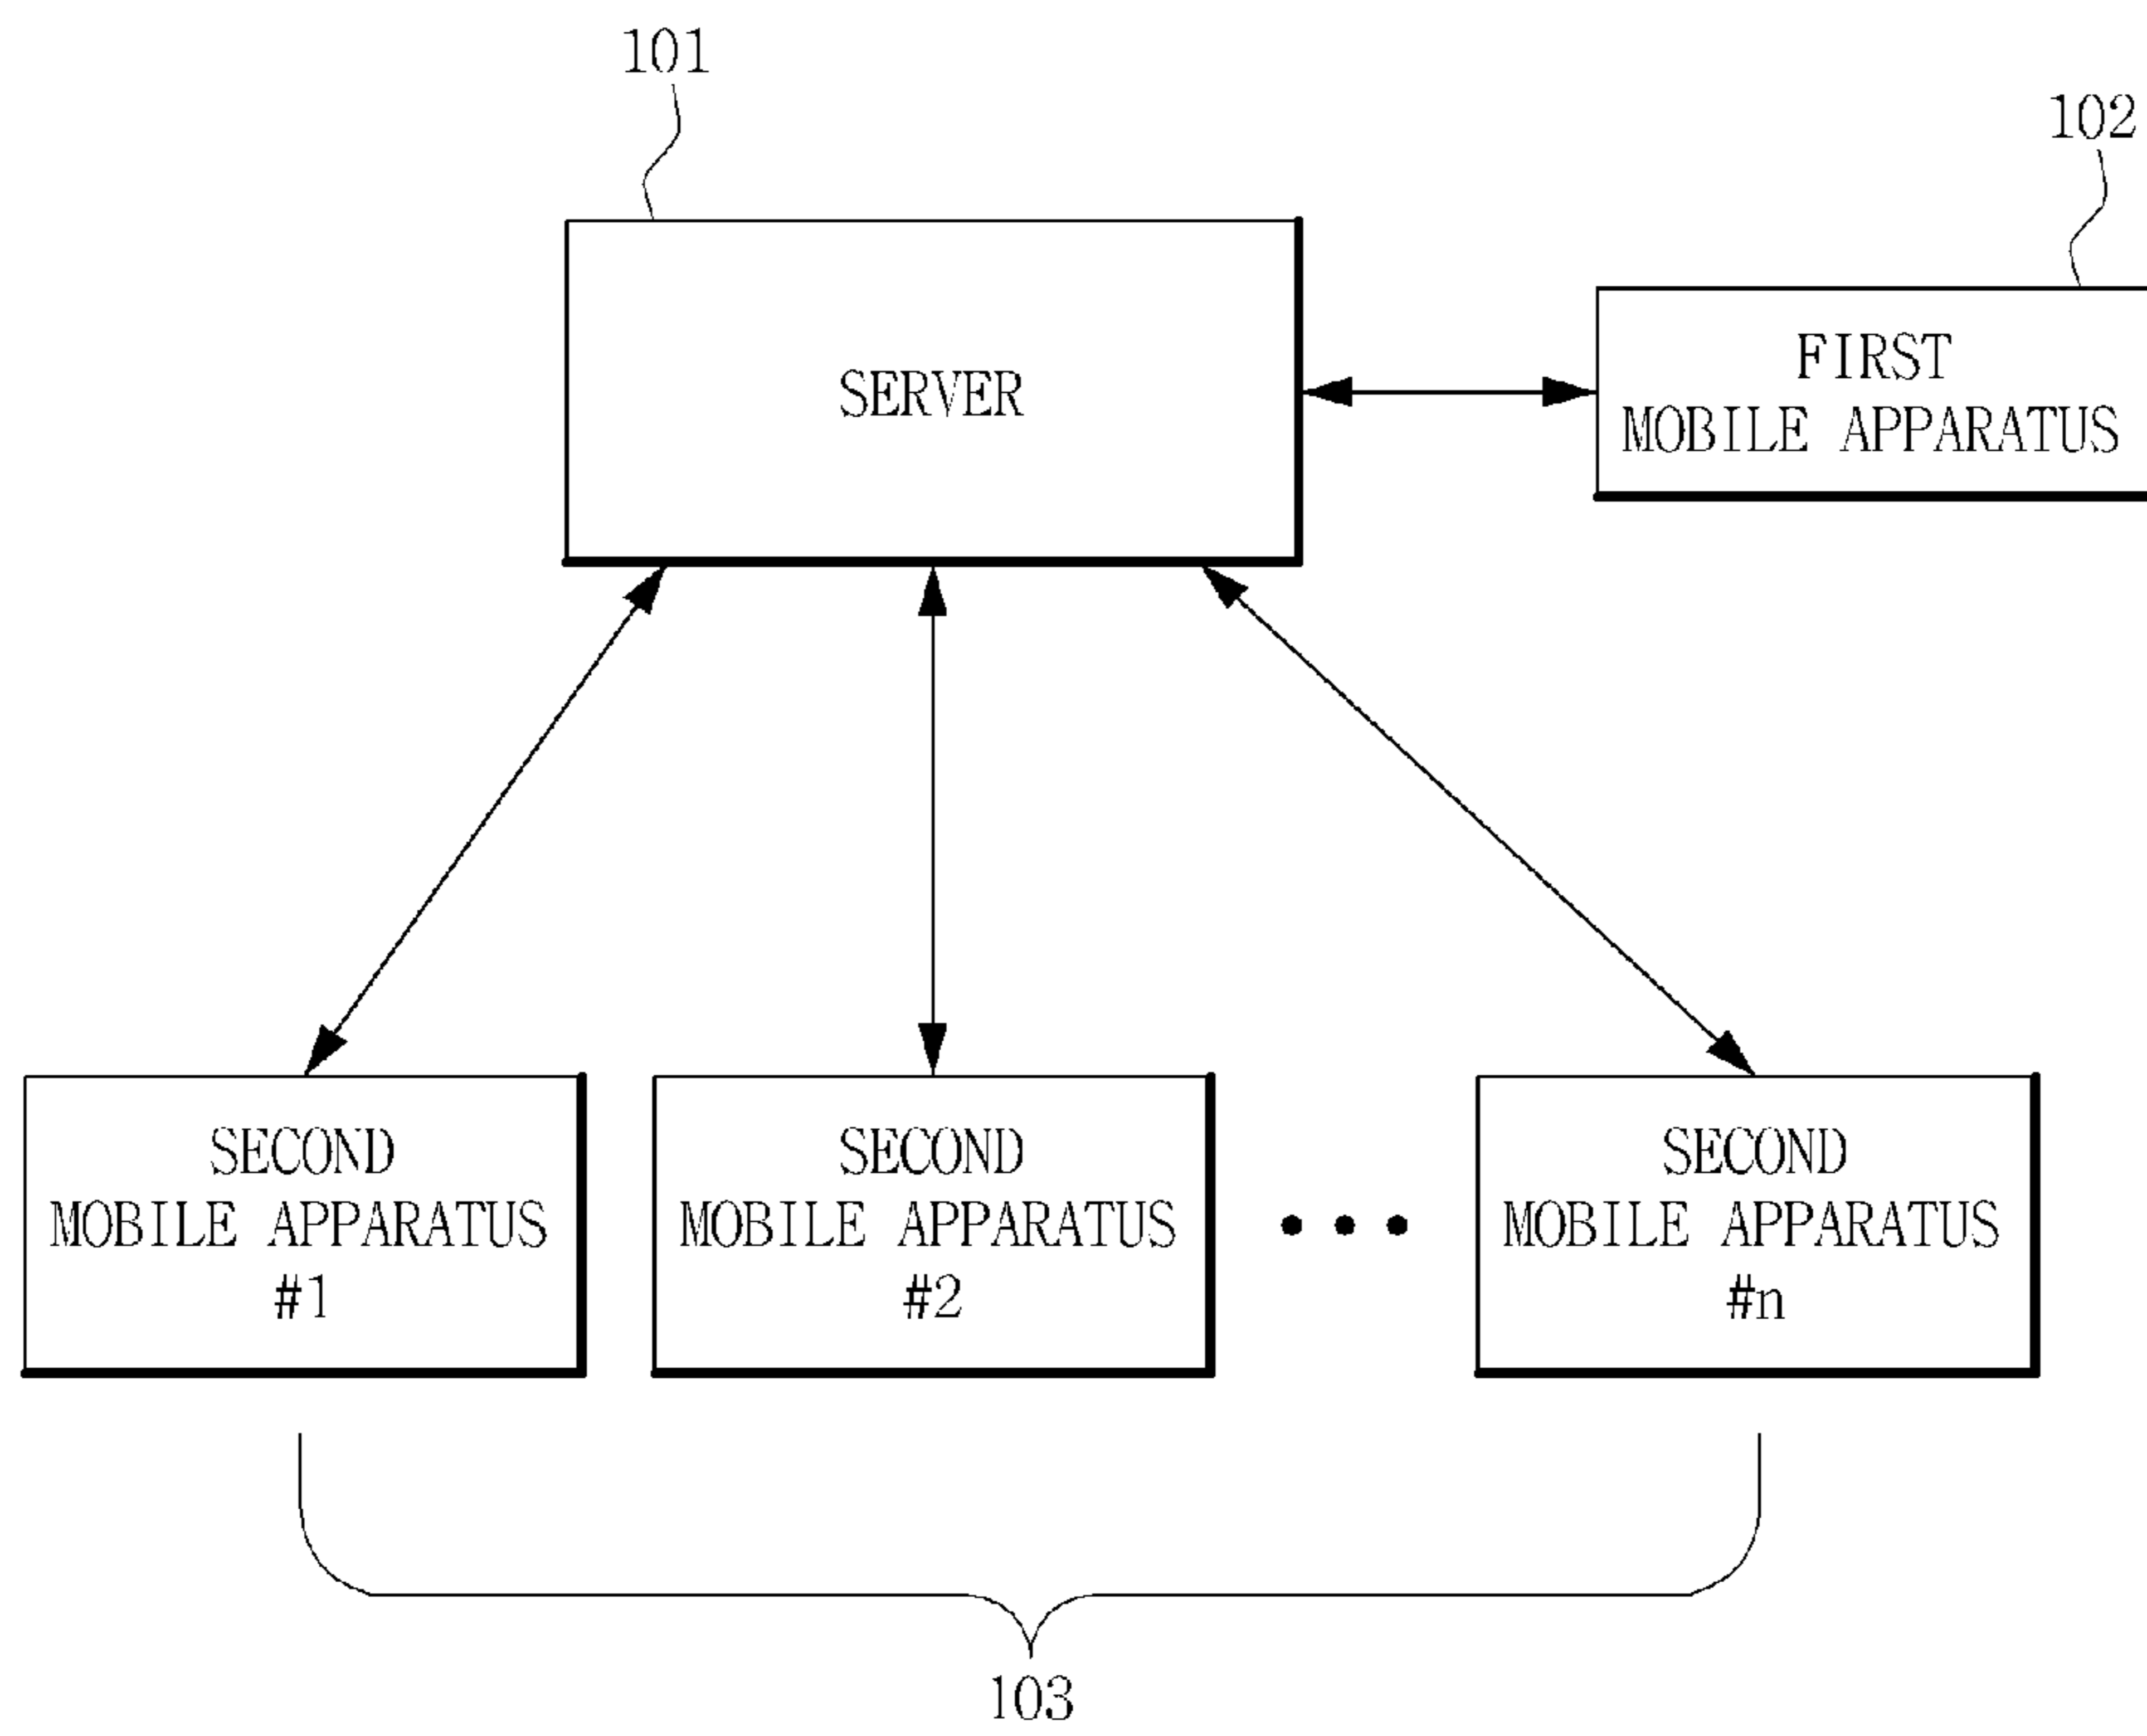 101
102
SERVER
FIRST
MOBILE APPARATUS
SECOND
MOBILE APPARATUS
#1
SECOND
MOBILE APPARATUS
#2
SECOND
MOBILE APPARATUS
#n
103